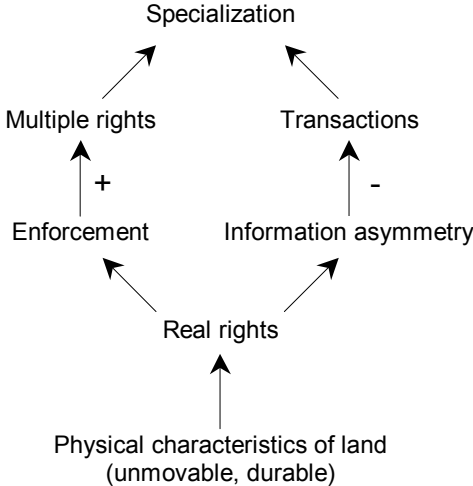 Specialization
Multiple rights
Transactions
+
-
Enforcement
Information asymmetry
Real rights
Physical characteristics of land
(unmovable, durable)